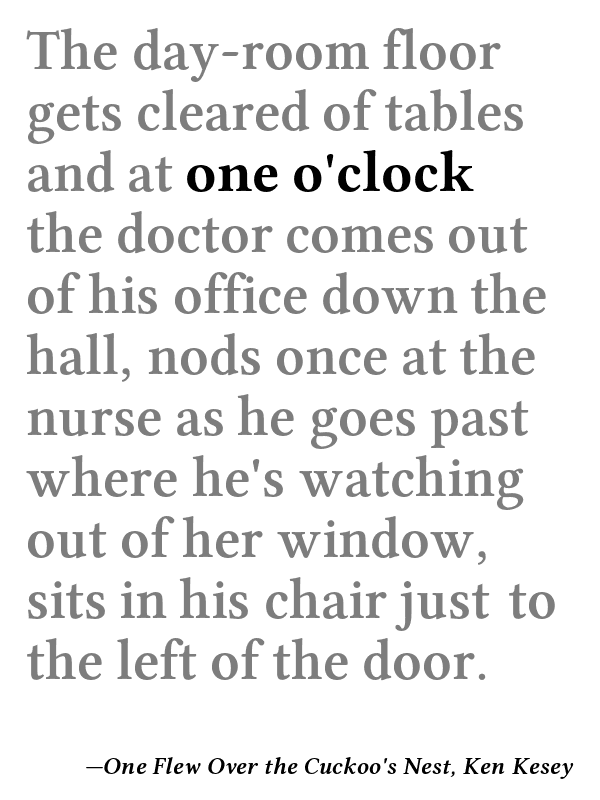 The day-room floor
gets cleared of tables
and at one o'clock
the doctor comes out
of his office down the
hall, nods once at the
nurse as he goes past
where he's watching
out of her window,
sits in his chair just to
the left of the door.
—One Flew Over the Cuckoo's Nest, Ken Kesey